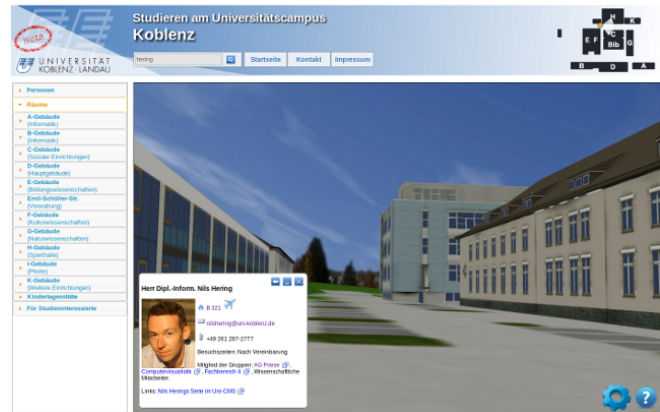 Studieren am Universitätscampus
Koblenz
UNIVERSITÄT
KOBLENZ · LANDAU
hering
Startseite
Kontakt
Impressum
H
K
E F
C
G
Bib
B
D
A
Personen
Räume
A-Gebäude
(Informatik)
B-Gebäude
(Informatik)
C-Gebäude
(Soziale Einrichtungen)
D-Gebäude
(Hauptgebäude)
E-Gebäude
(Bildungswissenschaften)
Emil-Schüller-Str.
(Verwaltung)
F-Gebäude
(Kulturwissenschaften)
G-Gebäude
(Naturwissenschaften)
H-Gebäude
(Sporthalle)
I-Gebäude
(Pforte)
K-Gebäude
(Weitere Einrichtungen)
Kindertagesstätte
Für Studieninteressierte
Herr Dipl.-Inform. Nils Hering
B 321
nilshering@uni-koblenz.de
+49 261 287-2777
Besuchszeiten: Nach Vereinbarung
Mitglied der Gruppen: AG Priese,
Computervisualistik, Fachbereich 4, Wissenschaftliche
Mitarbeiter.
Links: Nils Herings Seite im Uni-CMS
?